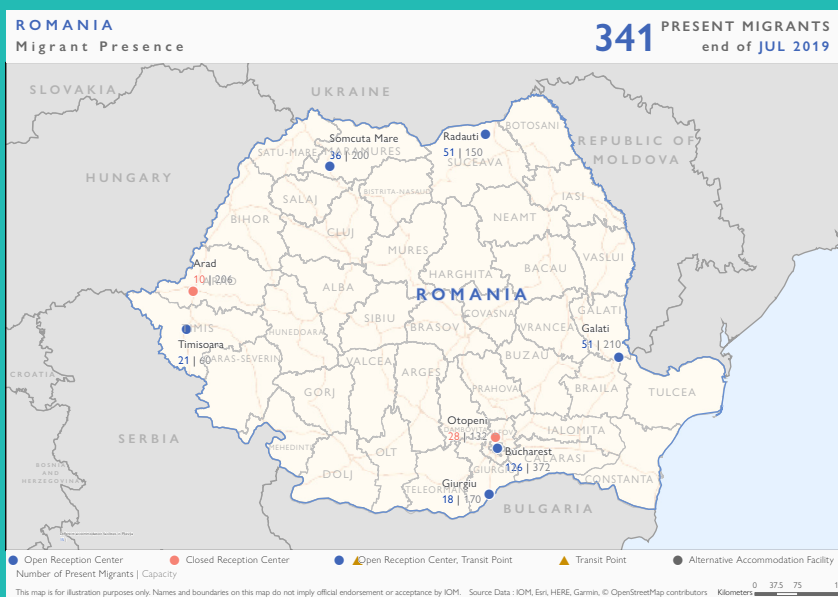 ROMANIA
Migrant Presence
341 PRESENT MIGRANTS
end of JUL 2019
SLOVAKIA
UKRAINE
HUNGARY
REPUBLIC OF
MOLDOVA
Somcuta Mare
36 | 200
SATU-MARE
MARAMURES
Radauti
51 | 150
SUCEAVA
BOTOSANI
SALAJ
BISTRITA-NASAUD
IASI
BIHOR
CLUJ
NEAMT
MURES
VASLUI
Arad
10 | 206
HARGHITA
BACAU
ALBA
ROMANIA
COVASNA
TIMIS
HUNEDOARA
SIBIU
BRASOV
VRANCEA
GALATI
Galati
51 | 210
Timisoara
21 | 60
CARAS-SEVERIN
VALCEA
ARGES
BUZAU
CROATIA
GORJ
PRAHOVA
BRAILA
TULCEA
Otopeni
28 | 132
DAMBOVITA
IALOMITA
SERBIA
MEHEDINTI
OLT
Bucharest
126 | 372
CALARASI
BOSNIA
AND
HERZEGOVINA
DOLJ
TELEORMAN
GIURGIU
Giurgiu
18 | 170
CONSTANTA
BULGARIA
Open Reception Center
Closed Reception Center
Open Reception Center, Transit Point
Transit Point
Alternative Accommodation Facility
Number of Present Migrants | Capacity
This map is for illustration purposes only. Names and boundaries on this map do not imply official endorsement or acceptance by IOM. Source Data : IOM, Esri, HERE, Garmin, © OpenStreetMap contributors
Kilometers 0 37.5 75